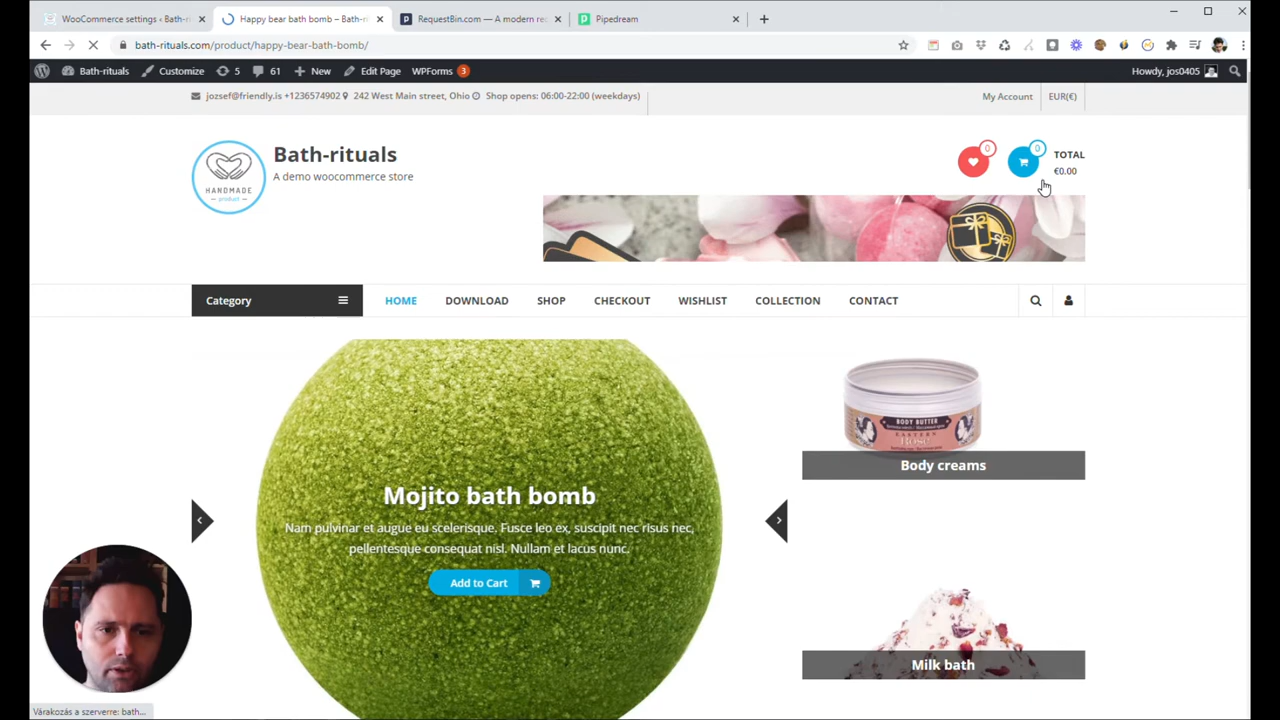 WooCommerce settings ‹ Bath-ri
Happy bear bath bomb – Bath-ri
RequestBin.com — A modern re
Pipedream
bath-rituals.com/product/happy-bear-bath-bomb/
Bath-rituals
Customize
5
61
New
Edit Page
WPForms 3
Howdy, jos0405
jozsef@friendly.is +1236574902 242 West Main street, Ohio Shop opens: 06:00-22:00 (weekdays)
My Account
EUR(€)
HANDMADE
product
Bath-rituals
A demo woocommerce store
0
0
TOTAL
€0.00
Category
HOME
DOWNLOAD
SHOP
CHECKOUT
WISHLIST
COLLECTION
CONTACT
BODY BUTTER
Body creams
Mojito bath bomb
Nam pulvinar et augue eu scelerisque. Fusce leo ex, suscipit nec risus nec,
pellentesque consequat nisl. Nullam et lacus nunc.
Add to Cart
Milk bath
Várakozás a szerverre: bath...